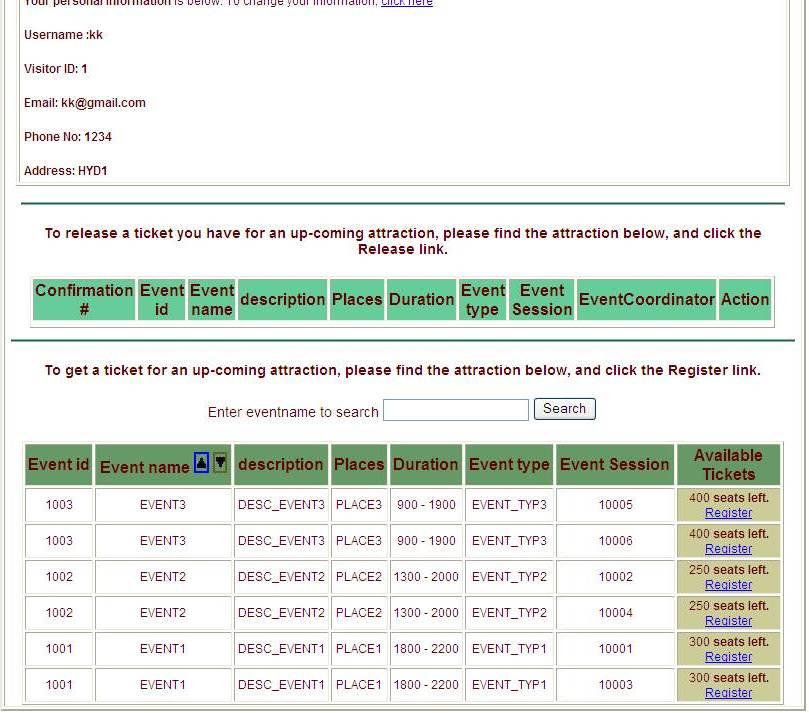 Your personal information is below. To change your information, click here
Username :kk
Visitor ID: 1
Email: kk@gmail.com
Phone No: 1234
Address: HYD1
To release a ticket you have for an up-coming attraction, please find the attraction below, and click the
Release link.
Confirmation # Event id Event name description Places Duration Event type Event Session EventCoordinator Action
To get a ticket for an up-coming attraction, please find the attraction below, and click the Register link.
Enter eventname to search Search
Event id Event name ▲ ▼ description Places Duration Event type Event Session Available Tickets
1003 EVENT3 DESC_EVENT3 PLACE3 900 - 1900 EVENT_TYP3 10005 400 seats left. Register
1003 EVENT3 DESC_EVENT3 PLACE3 900 - 1900 EVENT_TYP3 10006 400 seats left. Register
1002 EVENT2 DESC_EVENT2 PLACE2 1300 - 2000 EVENT_TYP2 10002 250 seats left. Register
1002 EVENT2 DESC_EVENT2 PLACE2 1300 - 2000 EVENT_TYP2 10004 250 seats left. Register
1001 EVENT1 DESC_EVENT1 PLACE1 1800 - 2200 EVENT_TYP1 10001 300 seats left. Register
1001 EVENT1 DESC_EVENT1 PLACE1 1800 - 2200 EVENT_TYP1 10003 300 seats left. Register